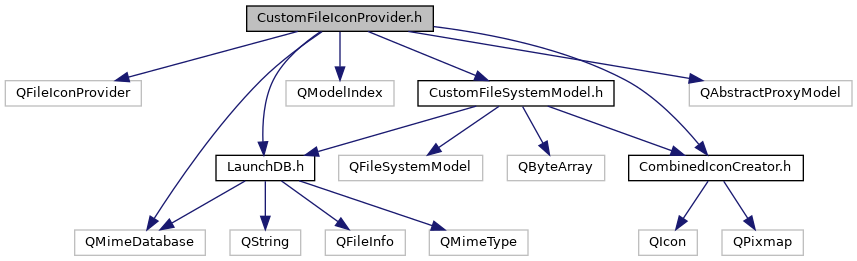 CustomFileIconProvider.h
QFileIconProvider
QModelIndex
CustomFileSystemModel.h
QAbstractProxyModel
LaunchDB.h
QFileSystemModel
QByteArray
CombinedIconCreator.h
QMimeDatabase
QString
QFileInfo
QMimeType
QIcon
QPixmap